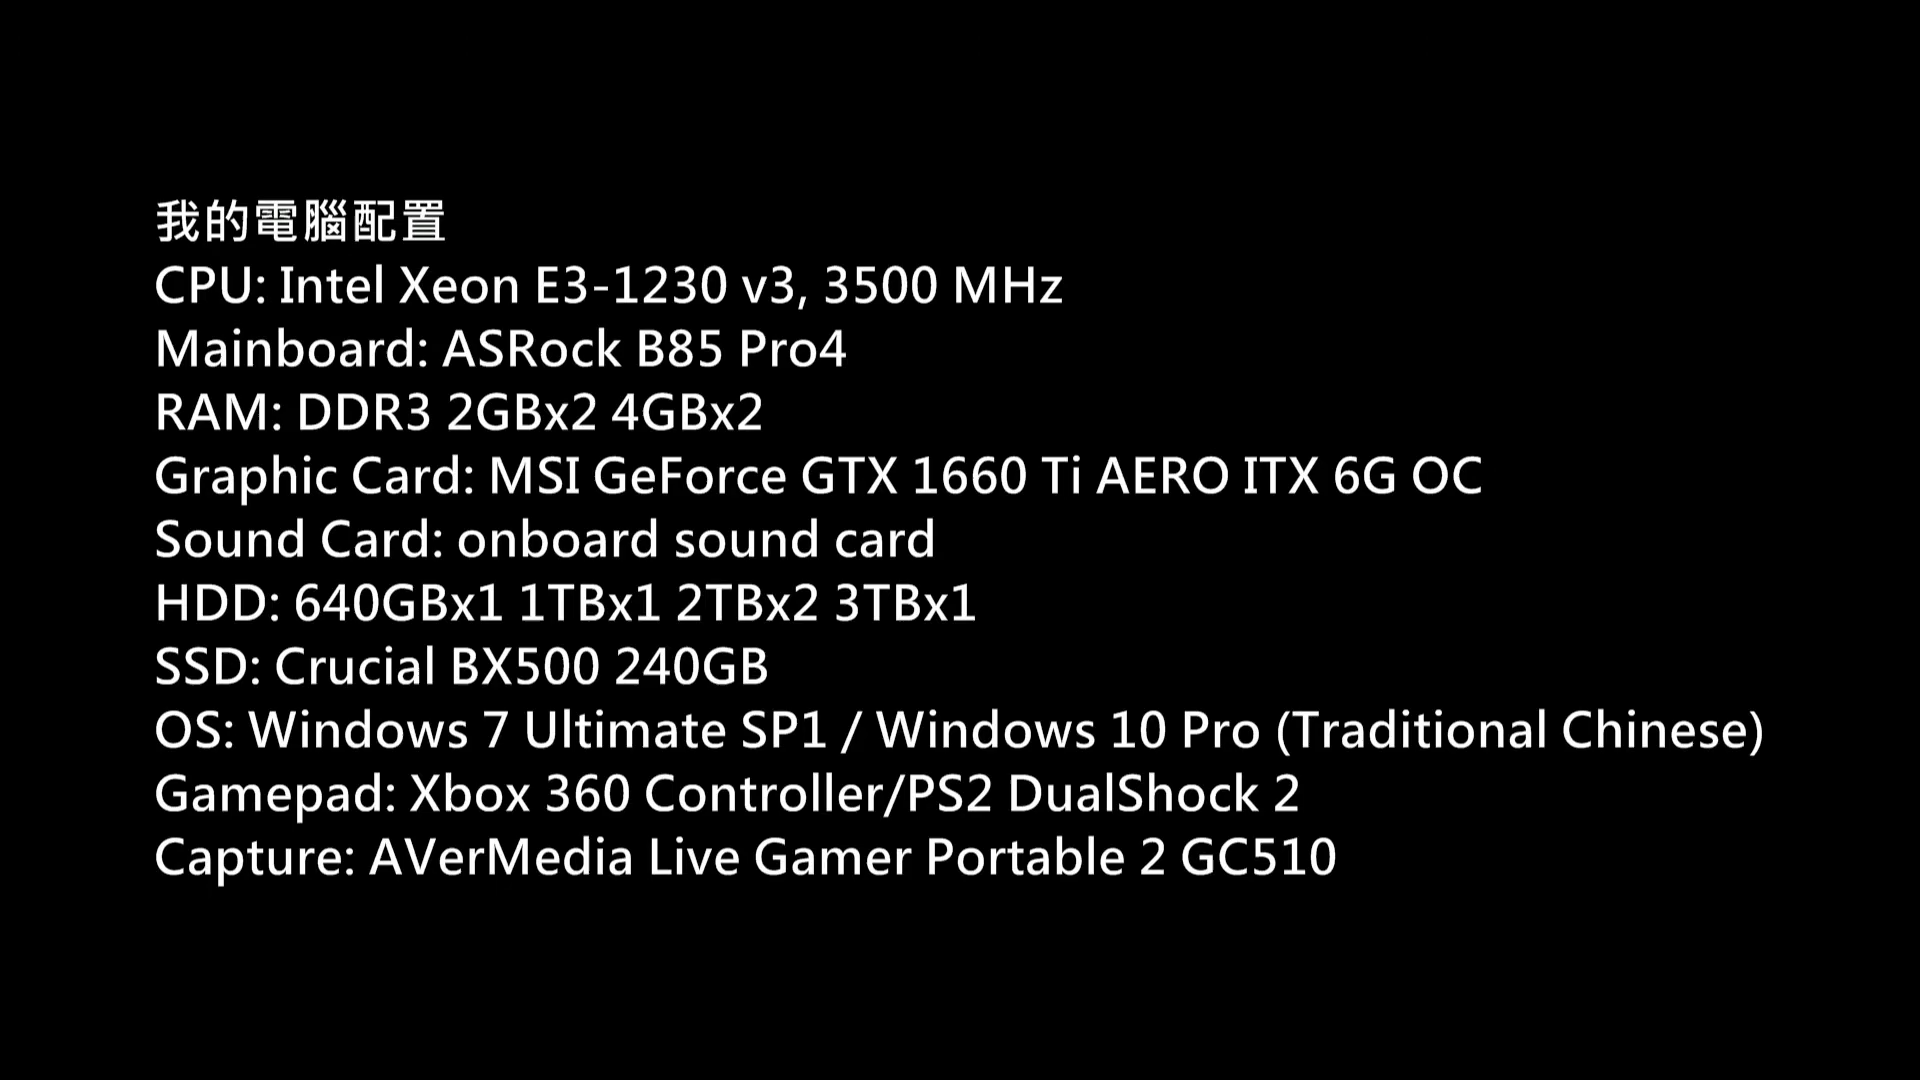 我的電腦配置
CPU: Intel Xeon E3-1230 v3, 3500 MHz
Mainboard: ASRock B85 Pro4
RAM: DDR3 2GBx2 4GBx2
Graphic Card: MSI GeForce GTX 1660 Ti AERO ITX 6G OC
Sound Card: onboard sound card
HDD: 640GBx1 1TBx1 2TBx2 3TBx1
SSD: Crucial BX500 240GB
OS: Windows 7 Ultimate SP1 / Windows 10 Pro (Traditional Chinese)
Gamepad: Xbox 360 Controller/PS2 DualShock 2
Capture: AVerMedia Live Gamer Portable 2 GC510